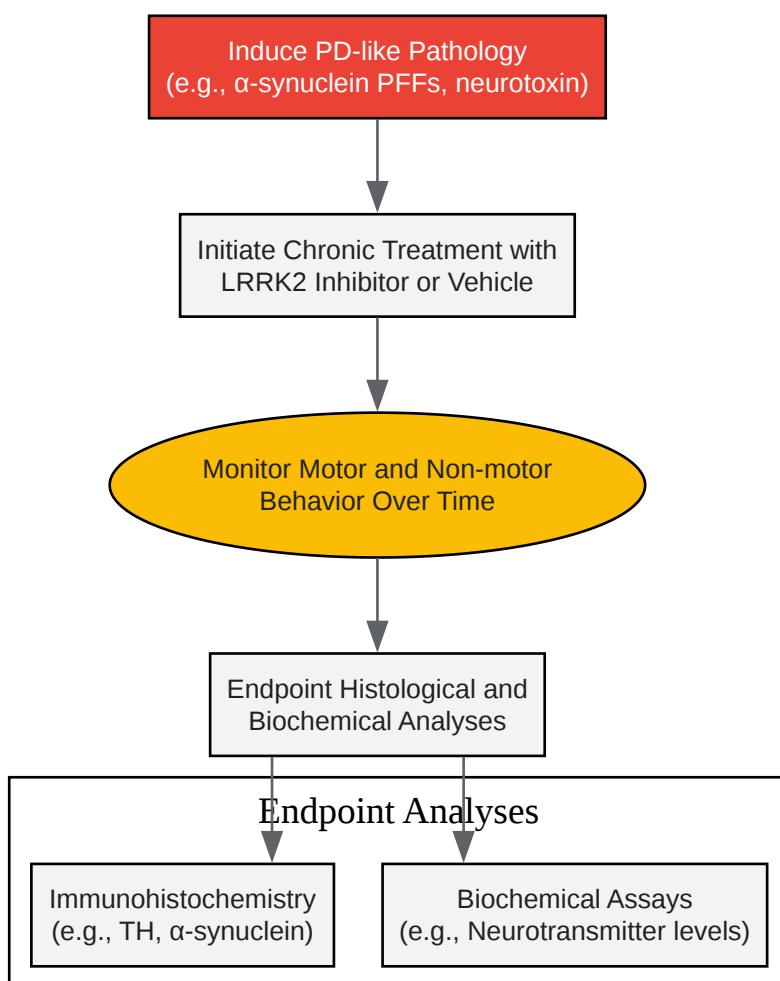 Induce PD-like Pathology
(e.g., α-synuclein PFFs, neurotoxin)
Initiate Chronic Treatment with
LRRK2 Inhibitor or Vehicle
Monitor Motor and Non-motor
Behavior Over Time
Endpoint Histological and
Biochemical Analyses
Endpoint Analyses
Immunohistochemistry
(e.g., TH, α-synuclein)
Biochemical Assays
(e.g., Neurotransmitter levels)